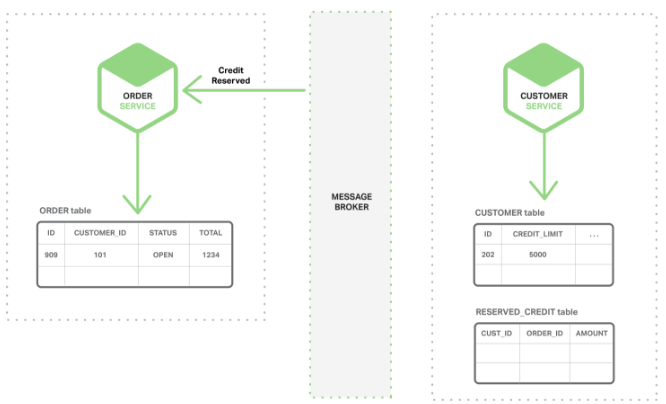 Credit
Reserved
ORDER
SERVICE
ORDER table
ID CUSTOMER_ID STATUS TOTAL
909 101 OPEN 1234
MESSAGE
BROKER
CUSTOMER
SERVICE
CUSTOMER table
ID CREDIT_LIMIT ...
202 5000
RESERVED_CREDIT table
CUST_ID ORDER_ID AMOUNT